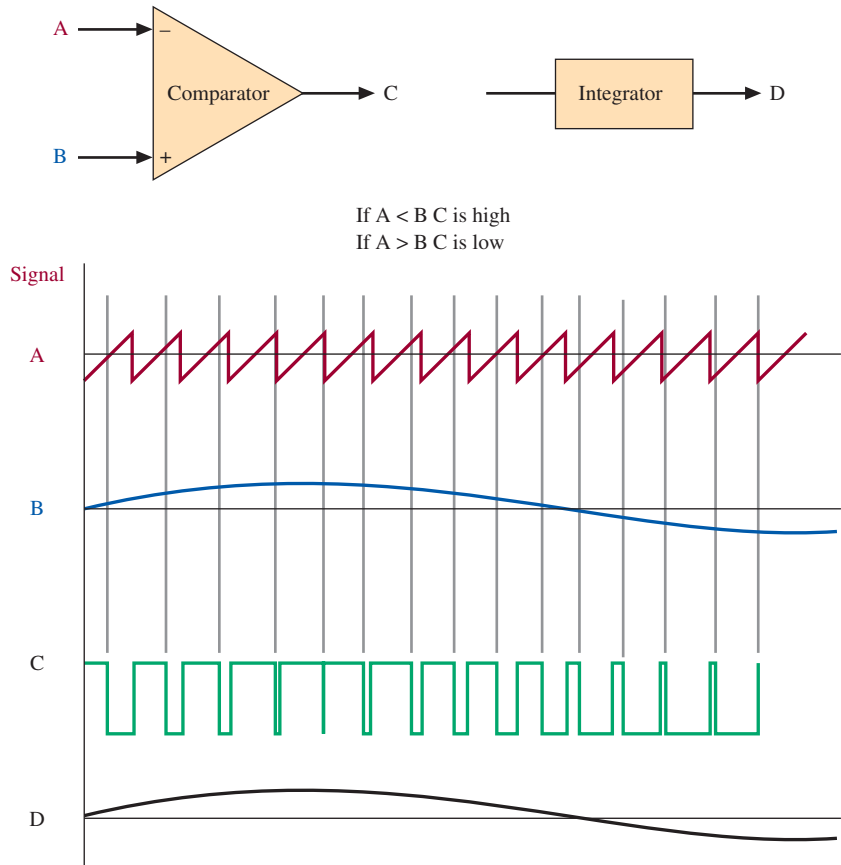 A
–
Comparator
C
Integrator
D
B
+
If A < B C is high
If A > B C is low
Signal
A
B
C
D